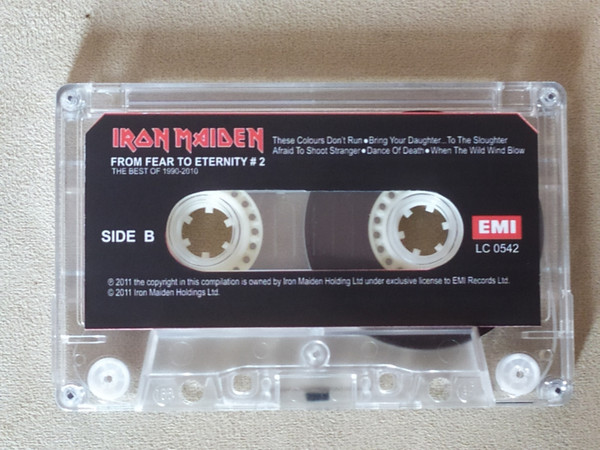 IRON MAIDEN
FROM FEAR TO ETERNITY # 2
THE BEST OF 1990-2010
These Colours Don't Run●Bring Your Daughter...To The Sloughter
Afraid To Shoot Stranger●Dance Of Death●When The Wild Wind Blow
SIDE B
EMI
LC 0542
℗ 2011 the copyright in this compilation is owned by Iron Maiden Holding Ltd under exclusive license to EMI Records Ltd.
© 2011 Iron Maiden Holdings Ltd.